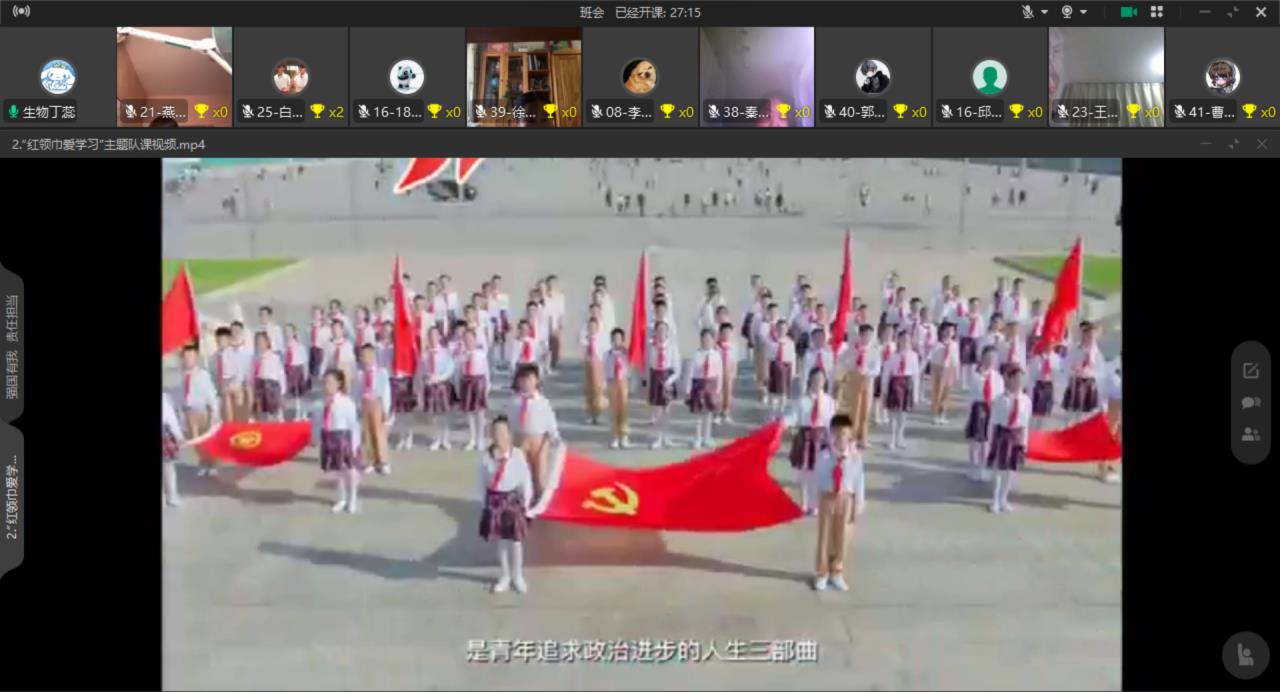 班会 已经开课: 27:15
生物丁蕊
21-燕... x0
25-白... x2
16-18... x0
39-徐... x0
08-李... x0
38-秦... x0
40-郭... x0
16-邱... x0
23-王... x0
41-曹... x0
2."红领巾爱学习"主题队课视频.mp4
强国有我 责任担当
2."红领巾爱学...
是青年追求政治进步的人生三部曲